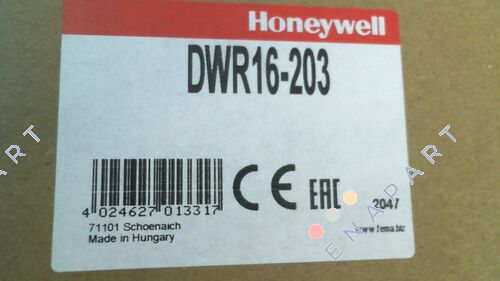 Honeywell
DWR16-203
CE EAC
4 024627 013317
2047
71101 Schoenaich
Made in Hungary
www.fema.biz
ENAPART
ENAPART
ENAPART